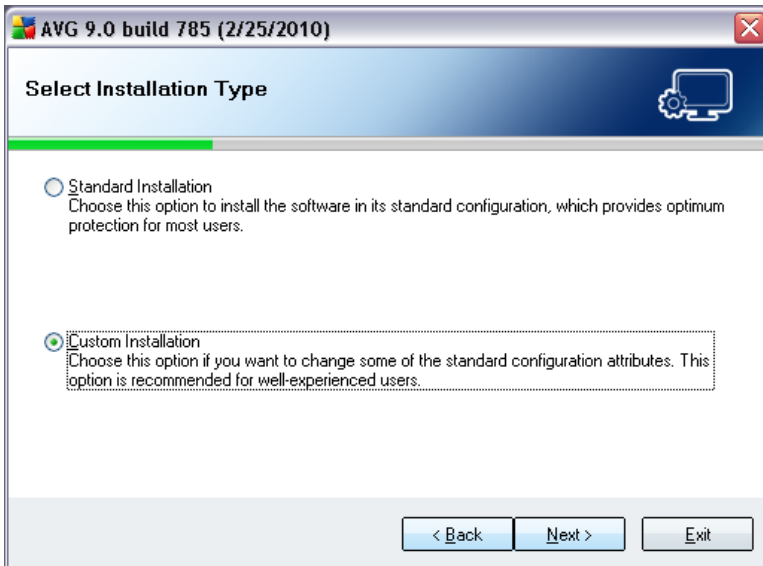 AVG 9.0 build 785 (2/25/2010)
Select Installation Type
Standard Installation
Choose this option to install the software in its standard configuration, which provides optimum
protection for most users.
Custom Installation
Choose this option if you want to change some of the standard configuration attributes. This
option is recommended for well-experienced users.
< Back
Next >
Exit